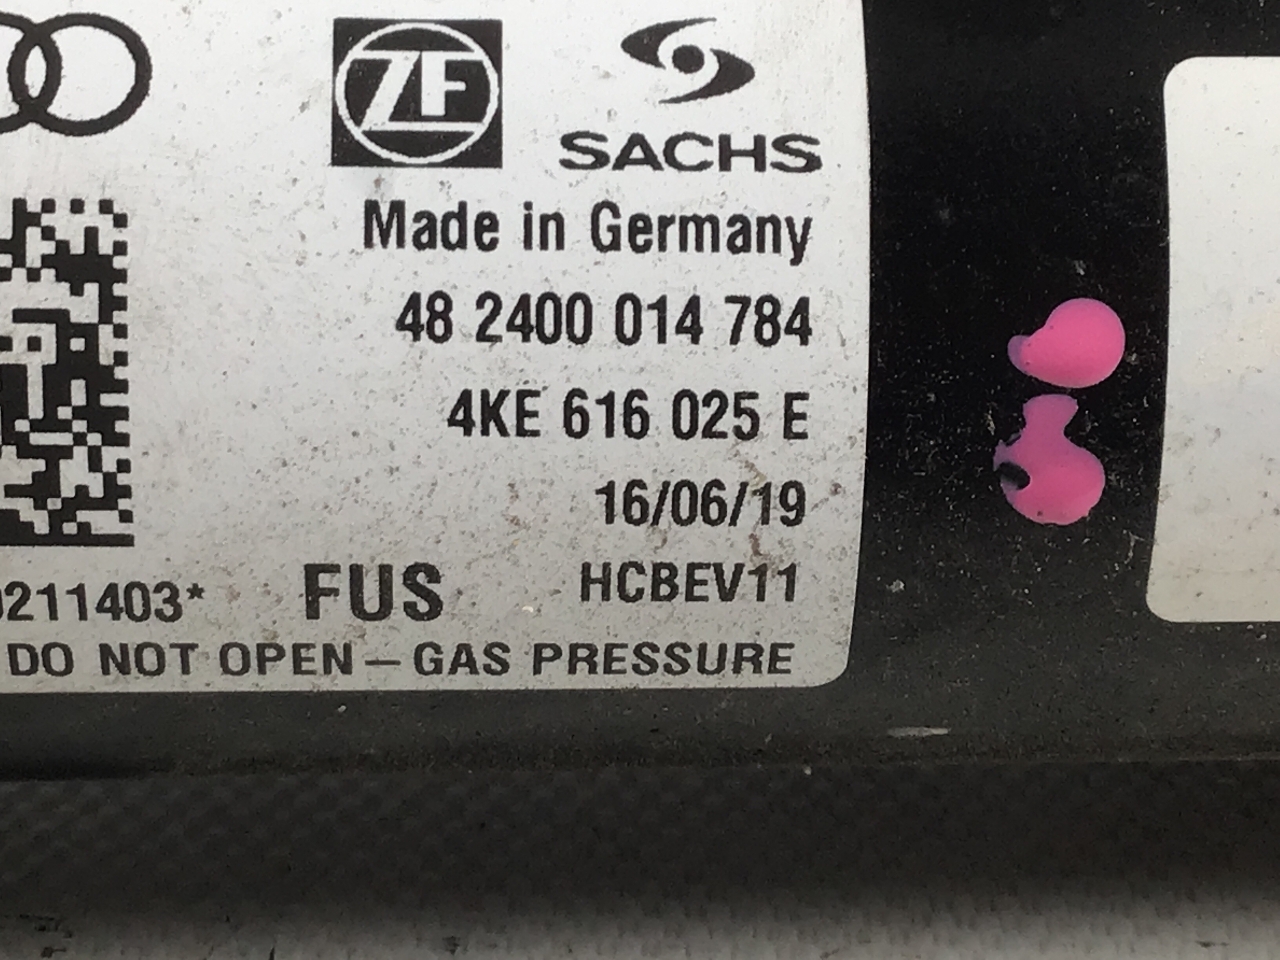 ZF
SACHS
Made in Germany
48 2400 014 784
4KE 616 025 E
16/06/19
0211403* FUS HCBEV11
DO NOT OPEN – GAS PRESSURE